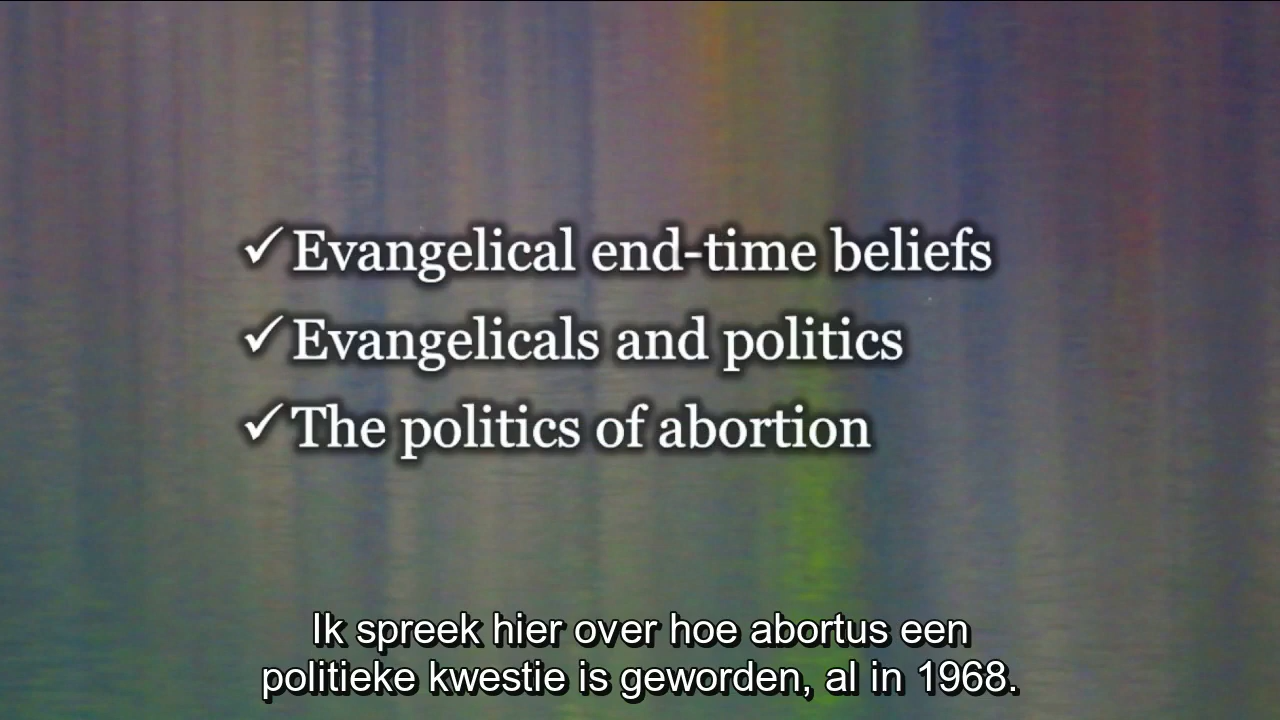 ✓Evangelical end-time beliefs
✓Evangelicals and politics
✓The politics of abortion
Ik spreek hier over hoe abortus een
politieke kwestie is geworden, al in 1968.